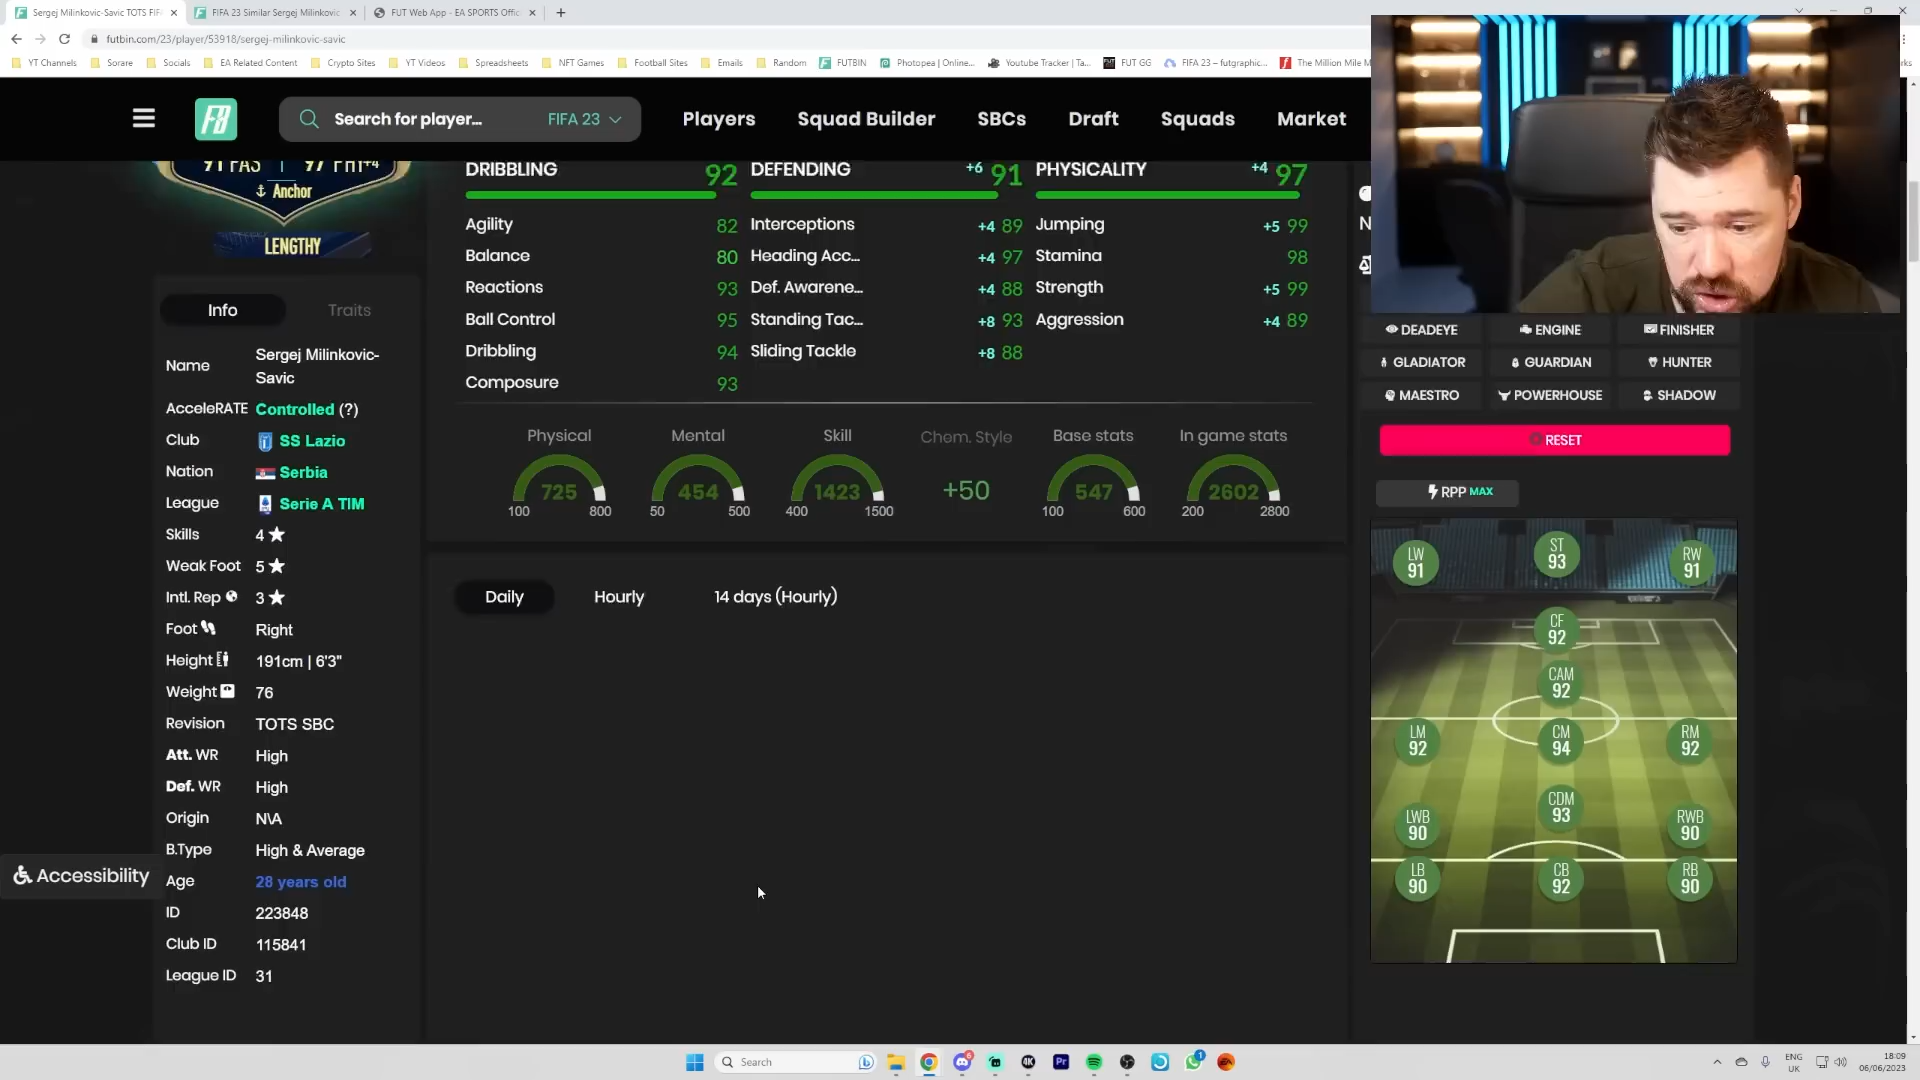 Sergej Milinkovic-Savic TOTS FIF
FIFA 23 Similar Sergej Milinkovic
FUT Web App - EA SPORTS Offic
futbin.com/23/player/53918/sergej-milinkovic-savic
YT Channels Sorare Socials EA Related Content Crypto Sites YT Videos Spreadsheets NFT Games Football Sites Emails Random FUTBIN Photopea | Online... Youtube Tracker | Ta... FUT GG FIFA 23 – futgraphic... The Million Mile M
Search for player... FIFA 23
Players Squad Builder SBCs Draft Squads Market
91 PAS 97 PHY+4
Anchor
LENGTHY
DRIBBLING 92
Agility 82
Balance 80
Reactions 93
Ball Control 95
Dribbling 94
Composure 93
DEFENDING +6 91
Interceptions +4 89
Heading Acc... +4 97
Def. Awarene... +4 88
Standing Tac... +8 93
Sliding Tackle +8 88
PHYSICALITY +4 97
Jumping +5 99
Stamina 98
Strength +5 99
Aggression +4 89
Info Traits
Name Sergej Milinkovic-
Savic
AcceleRATE Controlled (?)
Club SS Lazio
Nation Serbia
League Serie A TIM
Skills 4
Weak Foot 5
Intl. Rep 3
Foot Right
Height 191cm | 6'3"
Weight 76
Revision TOTS SBC
Att. WR High
Def. WR High
Origin N\A
B.Type High & Average
Age 28 years old
ID 223848
Club ID 115841
League ID 31
Accessibility
Physical
725
100 800
Mental
454
50 500
Skill
1423
400 1500
Chem. Style
+50
Base stats
547
100 600
In game stats
2602
200 2800
Daily Hourly 14 days (Hourly)
DEADEYE ENGINE FINISHER
GLADIATOR GUARDIAN HUNTER
MAESTRO POWERHOUSE SHADOW
RESET
RPP MAX
LW
91
ST
93
RW
91
CF
92
CAM
92
LM
92
CM
94
RM
92
CDM
93
LWB
90
RWB
90
LB
90
CB
92
RB
90
Search
ENG
UK
18:09
06/06/2023